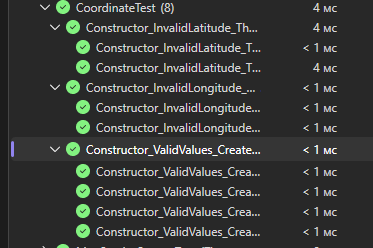 CoordinateTest (8) 4 мс
Constructor_InvalidLatitude_Th... 4 мс
Constructor_InvalidLatitude_T... < 1 мс
Constructor_InvalidLatitude_T... 4 мс
Constructor_InvalidLongitude_... < 1 мс
Constructor_InvalidLongitude... < 1 мс
Constructor_InvalidLongitude... < 1 мс
Constructor_ValidValues_Create... < 1 мс
Constructor_ValidValues_Crea... < 1 мс
Constructor_ValidValues_Crea... < 1 мс
Constructor_ValidValues_Crea... < 1 мс
Constructor_ValidValues_Crea... < 1 мс